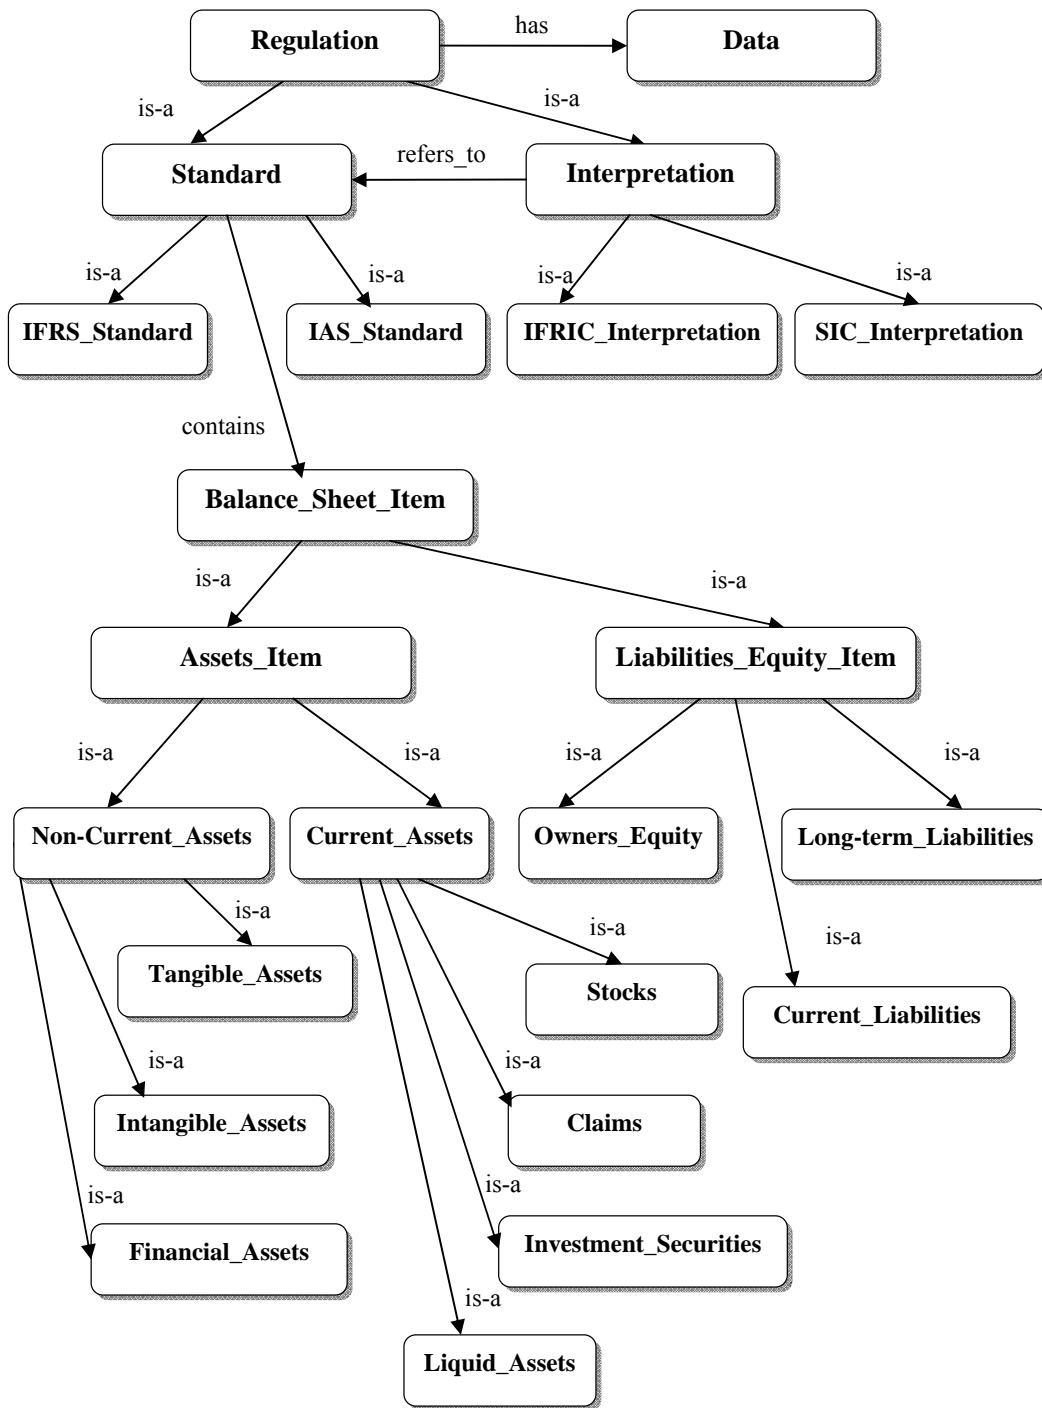 Regulation
has
Data
is-a
is-a
Standard
refers_to
Interpretation
is-a
is-a
is-a
is-a
IFRS_Standard
IAS_Standard
IFRIC_Interpretation
SIC_Interpretation
contains
Balance_Sheet_Item
is-a
is-a
Assets_Item
Liabilities_Equity_Item
is-a
is-a
is-a
is-a
Non-Current_Assets
Current_Assets
Owners_Equity
Long-term_Liabilities
is-a
is-a
is-a
Tangible_Assets
Stocks
Current_Liabilities
is-a
is-a
Intangible_Assets
Claims
is-a
is-a
Financial_Assets
Investment_Securities
is-a
Liquid_Assets